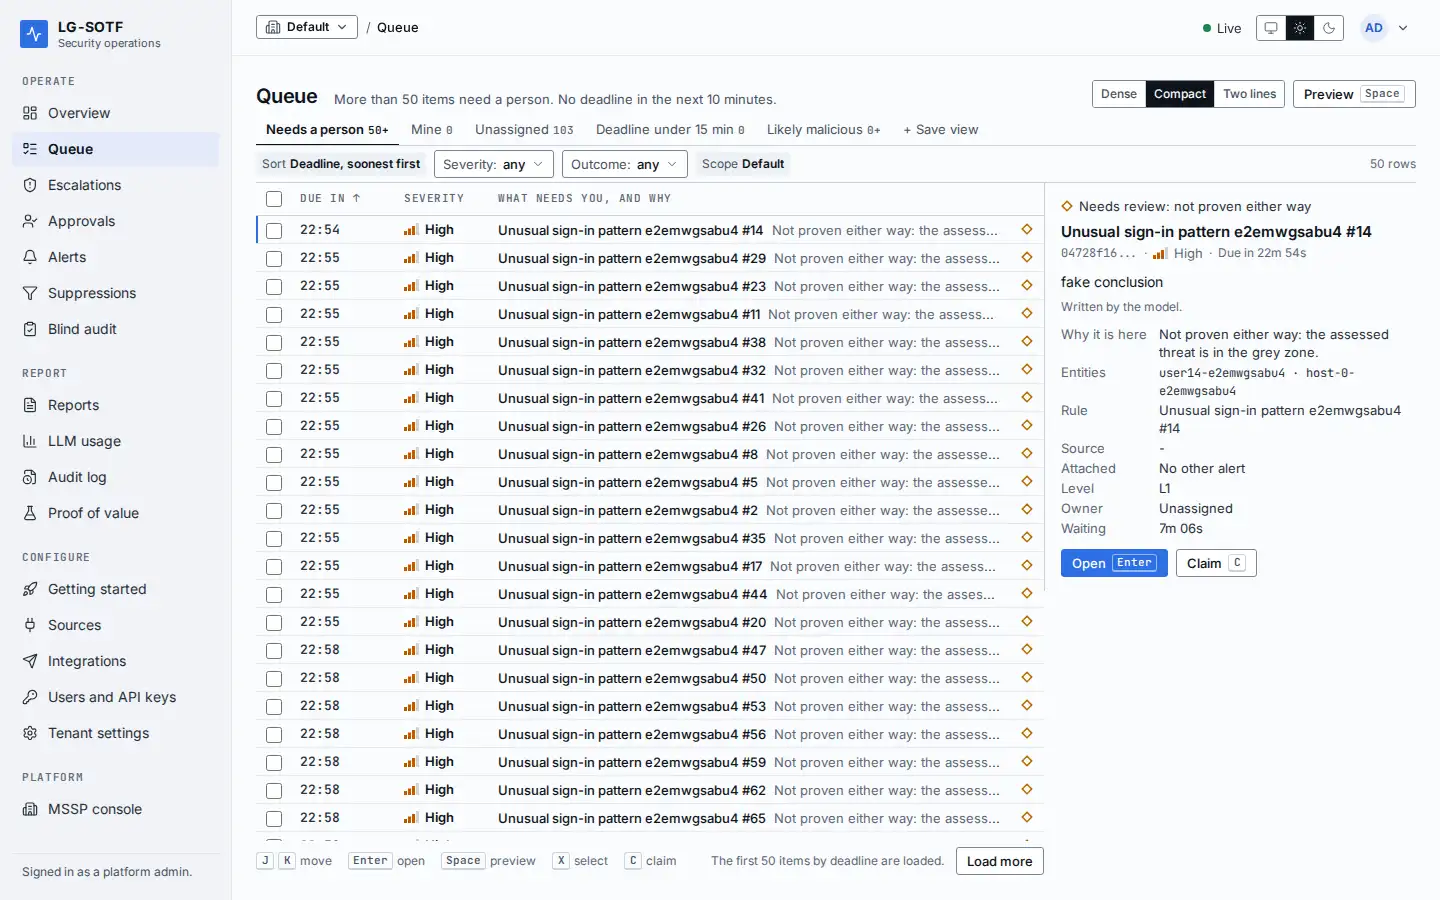 LG-SOTF
Security operations
OPERATE
Overview
Queue
Escalations
Approvals
Alerts
Suppressions
Blind audit
REPORT
Reports
LLM usage
Audit log
Proof of value
CONFIGURE
Getting started
Sources
Integrations
Users and API keys
Tenant settings
PLATFORM
MSSP console
Signed in as a platform admin.
Default / Queue
Live
AD
Queue More than 50 items need a person. No deadline in the next 10 minutes.
Dense Compact Two lines Preview Space
Needs a person 50+ Mine 0 Unassigned 103 Deadline under 15 min 0 Likely malicious 0+ + Save view
Sort Deadline, soonest first Severity: any Outcome: any Scope Default 50 rows
DUE IN ↑ SEVERITY WHAT NEEDS YOU, AND WHY
22:54 High Unusual sign-in pattern e2emwgsabu4 #14 Not proven either way: the assess...
22:55 High Unusual sign-in pattern e2emwgsabu4 #29 Not proven either way: the assess...
22:55 High Unusual sign-in pattern e2emwgsabu4 #23 Not proven either way: the assess...
22:55 High Unusual sign-in pattern e2emwgsabu4 #11 Not proven either way: the assess...
22:55 High Unusual sign-in pattern e2emwgsabu4 #38 Not proven either way: the assess...
22:55 High Unusual sign-in pattern e2emwgsabu4 #32 Not proven either way: the assess...
22:55 High Unusual sign-in pattern e2emwgsabu4 #41 Not proven either way: the assess...
22:55 High Unusual sign-in pattern e2emwgsabu4 #26 Not proven either way: the assess...
22:55 High Unusual sign-in pattern e2emwgsabu4 #8 Not proven either way: the assesse...
22:55 High Unusual sign-in pattern e2emwgsabu4 #5 Not proven either way: the assesse...
22:55 High Unusual sign-in pattern e2emwgsabu4 #2 Not proven either way: the assesse...
22:55 High Unusual sign-in pattern e2emwgsabu4 #35 Not proven either way: the assess...
22:55 High Unusual sign-in pattern e2emwgsabu4 #17 Not proven either way: the assess...
22:55 High Unusual sign-in pattern e2emwgsabu4 #44 Not proven either way: the asses...
22:55 High Unusual sign-in pattern e2emwgsabu4 #20 Not proven either way: the assess...
22:58 High Unusual sign-in pattern e2emwgsabu4 #47 Not proven either way: the assess...
22:58 High Unusual sign-in pattern e2emwgsabu4 #50 Not proven either way: the assess...
22:58 High Unusual sign-in pattern e2emwgsabu4 #53 Not proven either way: the assess...
22:58 High Unusual sign-in pattern e2emwgsabu4 #56 Not proven either way: the assess...
22:58 High Unusual sign-in pattern e2emwgsabu4 #59 Not proven either way: the assess...
22:58 High Unusual sign-in pattern e2emwgsabu4 #62 Not proven either way: the assess...
22:58 High Unusual sign-in pattern e2emwgsabu4 #65 Not proven either way: the assess...
J K move Enter open Space preview X select C claim The first 50 items by deadline are loaded. Load more
Needs review: not proven either way
Unusual sign-in pattern e2emwgsabu4 #14
04728f16... · High · Due in 22m 54s
fake conclusion
Written by the model.
Why it is here Not proven either way: the assessed
threat is in the grey zone.
Entities user14-e2emwgsabu4 · host-0-
e2emwgsabu4
Rule Unusual sign-in pattern e2emwgsabu4
#14
Source -
Attached No other alert
Level L1
Owner Unassigned
Waiting 7m 06s
Open Enter Claim C